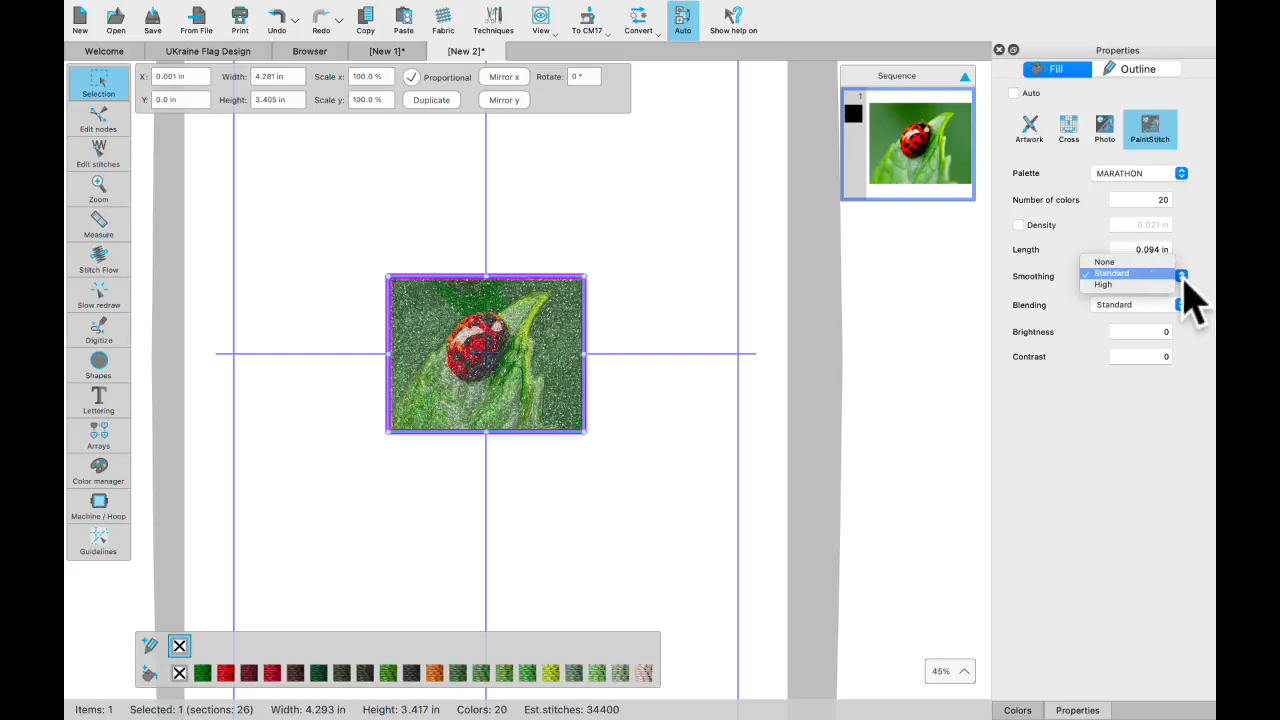 New Open Save From File Print Undo Redo Copy Paste Fabric Techniques View To CM17 Convert Auto Show help on
Welcome UKraine Flag Design Browser [New 1]* [New 2]*
Properties
Fill Outline
X: 0.001 in Width: 4.281 in Scale x: 100.0 % Proportional Mirror x Rotate: 0 °
Y: 0.0 in Height: 3.405 in Scale y: 100.0 % Duplicate Mirror y
Selection
Edit nodes
Edit stitches
Zoom
Measure
Stitch Flow
Slow redraw
Digitize
Shapes
Lettering
Arrays
Color manager
Machine / Hoop
Guidelines
Sequence
1
Auto
Artwork Cross Photo PaintStitch
Palette MARATHON
Number of colors 20
Density 0.021 in
Length 0.094 in
None
Smoothing ✓ Standard
High
Blending Standard
Brightness 0
Contrast 0
45%
Items: 1 Selected: 1 (sections: 26) Width: 4.293 in Height: 3.417 in Colors: 20 Est.stitches: 34400
Colors Properties